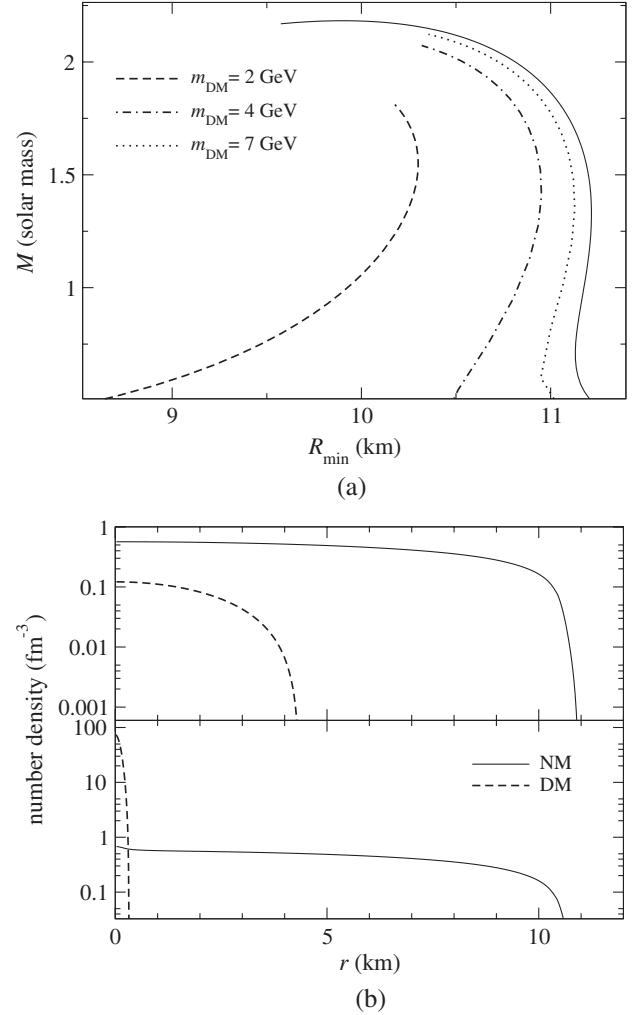 2
1.5
1
M (solar mass)
m_DM= 2 GeV
m_DM= 4 GeV
m_DM= 7 GeV
9
10
11
R_min (km)
(a)
1
0.1
0.01
0.001
100
10
1
0.1
number density (fm^-3)
NM
DM
0
5
10
r (km)
(b)